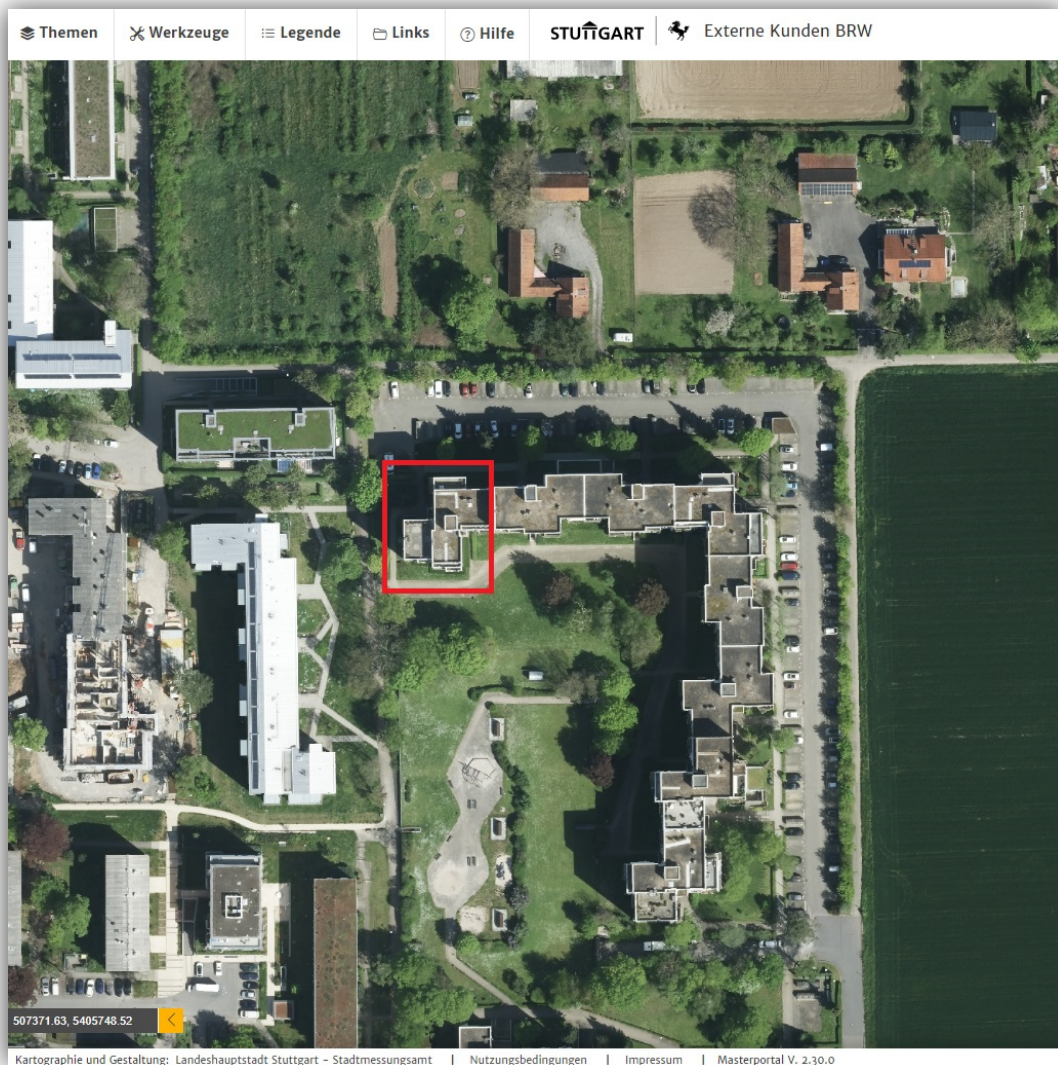 Themen Werkzeuge Legende Links Hilfe STUTTGART Externe Kunden BRW
507371.63, 5405748.52
Kartographie und Gestaltung: Landeshauptstadt Stuttgart - Stadtmessungsamt | Nutzungsbedingungen | Impressum | Masterportal V. 2.30.0